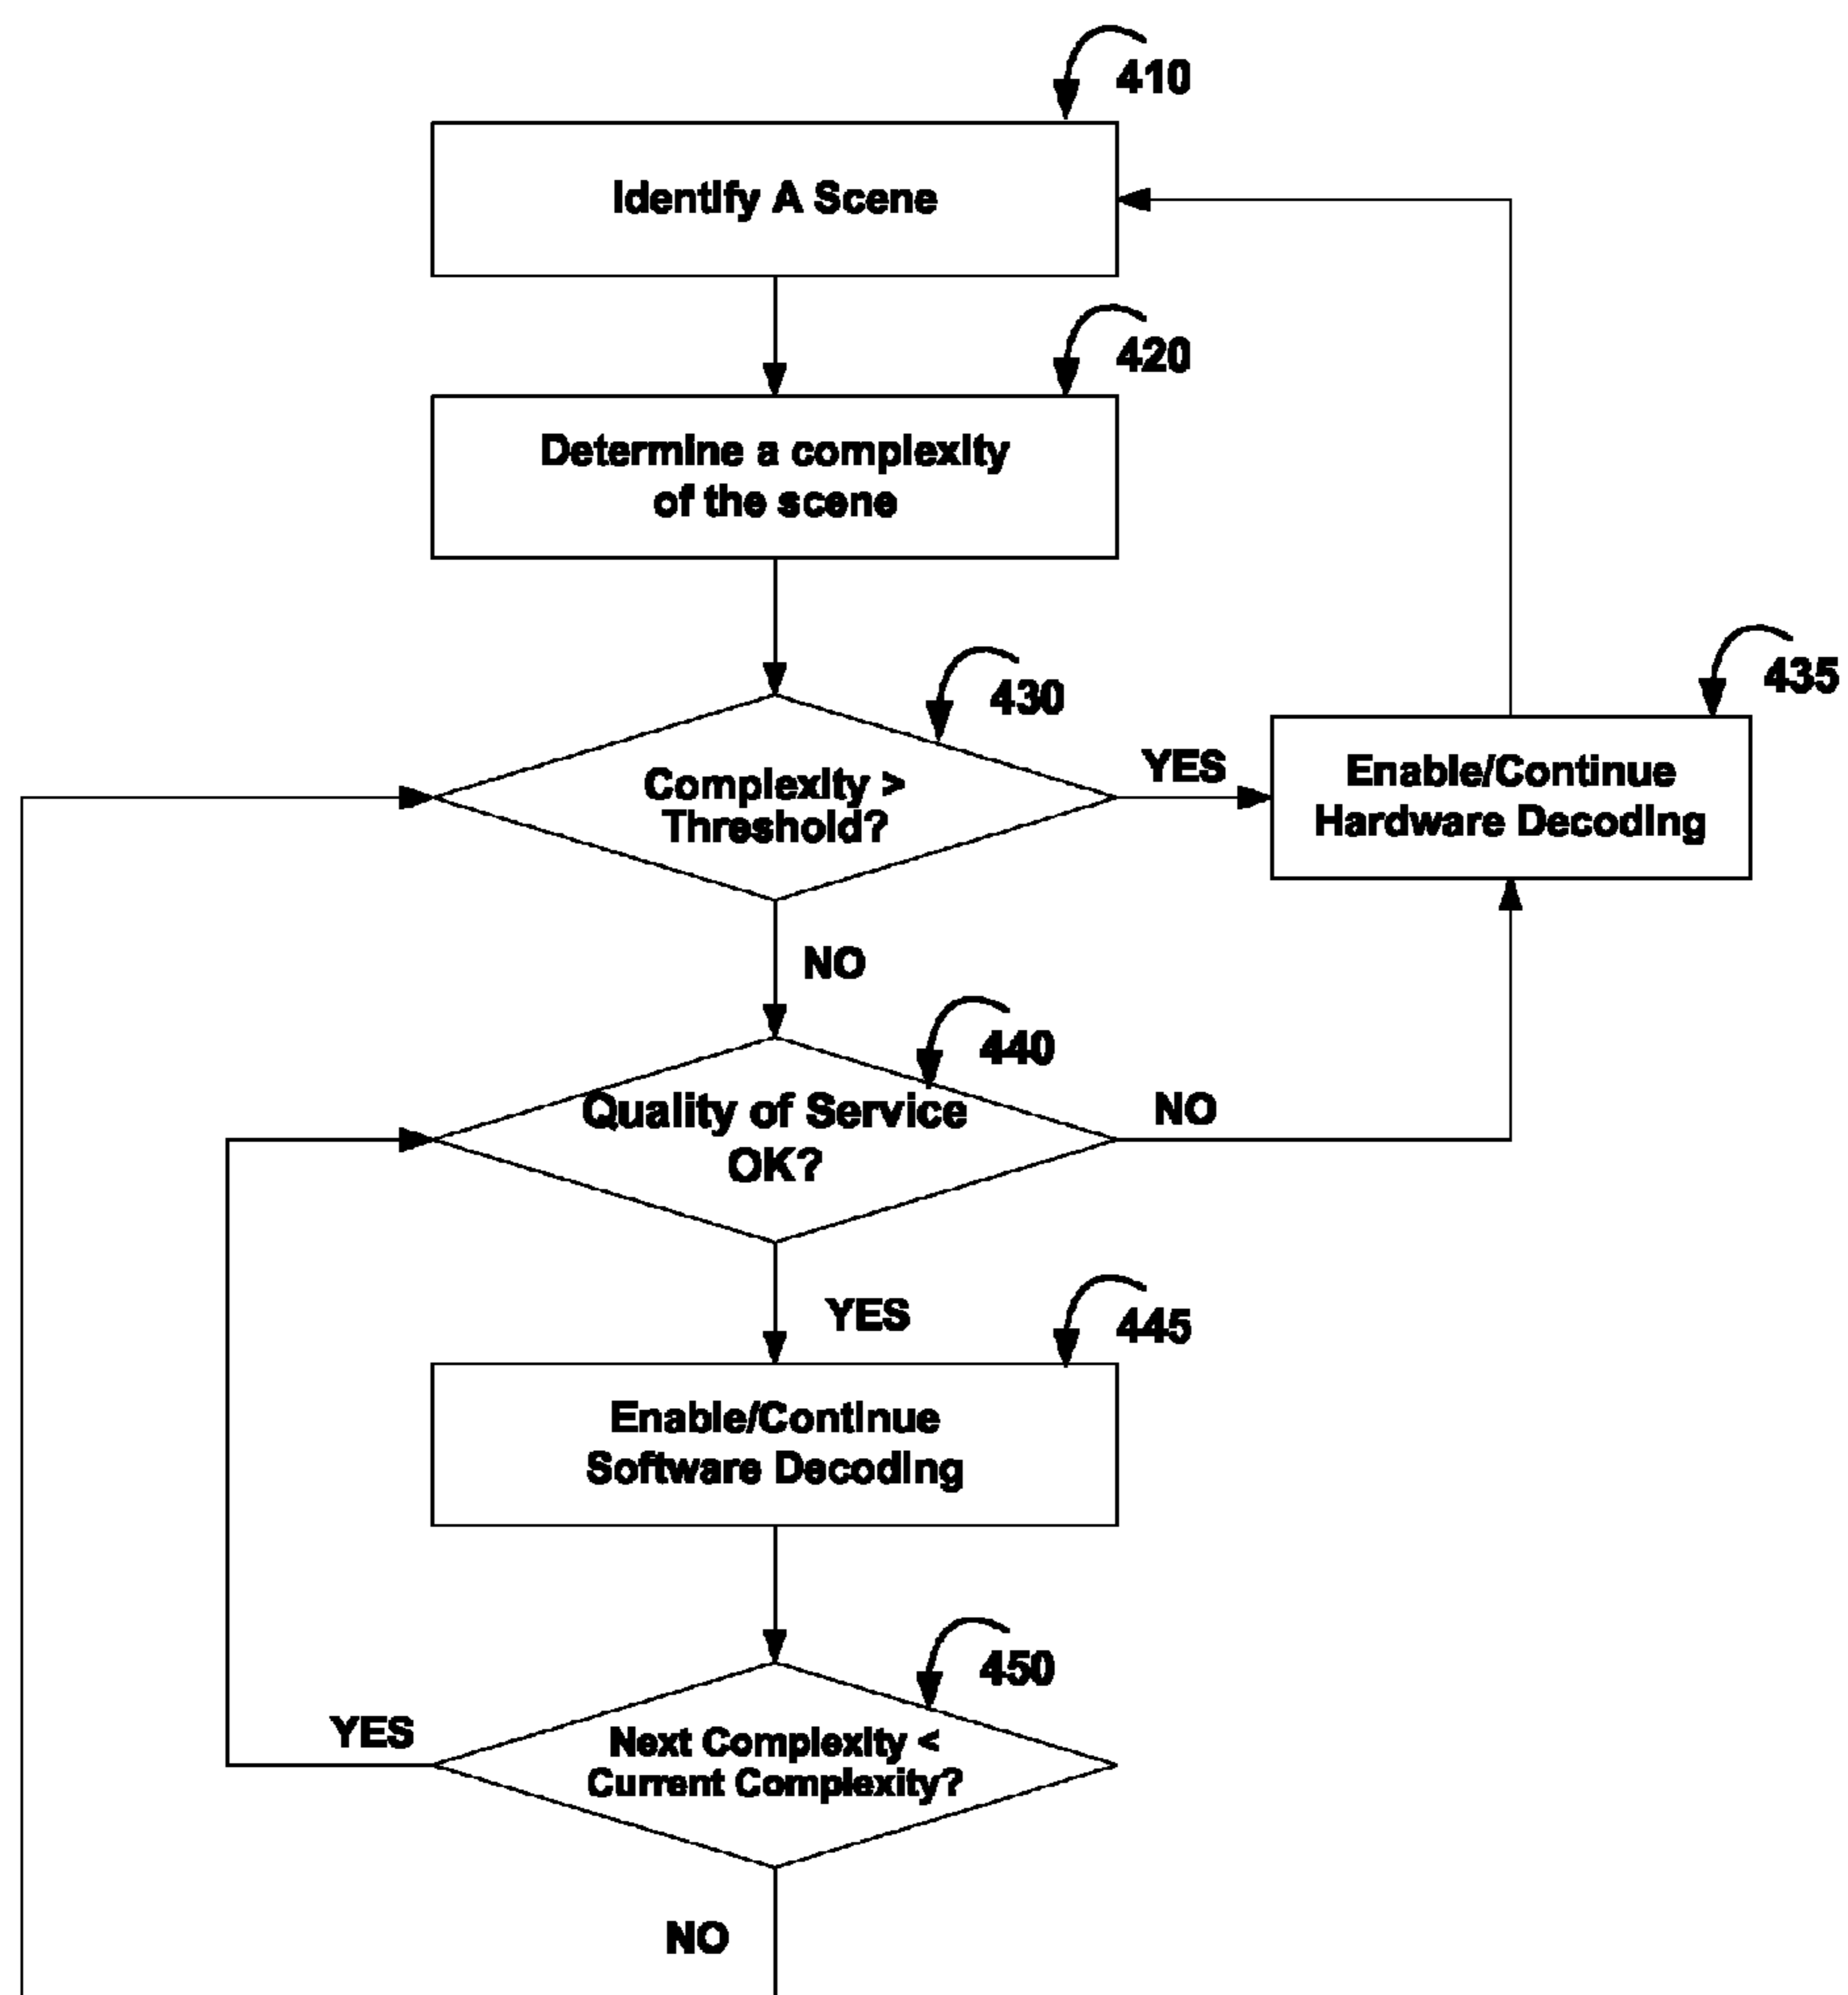 410
Identify A Scene
420
Determine a complexity
of the scene
430
435
YES
Enable/Continue
Hardware Decoding
Complexity >
Threshold?
NO
440
Quality of Service
OK?
NO
YES
445
Enable/Continue
Software Decoding
450
YES
Next Complexity <
Current Complexity?
NO